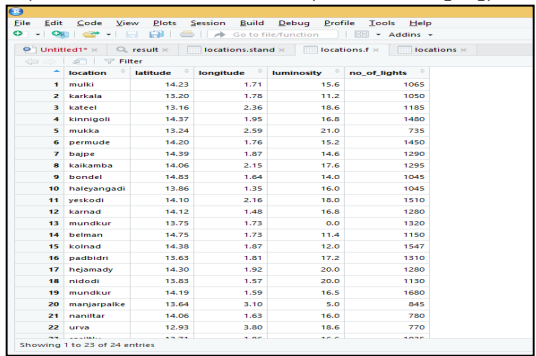 File Edit Code View Plots Session Build Debug Profile Tools Help
Go to file/function Addins
Untitled1* × result × locations.stand × locations.f × locations ×
Filter
location latitude longitude luminosity no_of_lights
1 mulki 14.23 1.71 15.6 1065
2 karkala 13.20 1.78 11.2 1050
3 kateel 13.16 2.36 18.6 1185
4 kinnigoli 14.37 1.95 16.8 1480
5 mukka 13.24 2.59 21.0 735
6 permude 14.20 1.76 15.2 1450
7 bajpe 14.39 1.87 14.6 1290
8 kaikamba 14.06 2.15 17.6 1295
9 bondel 14.83 1.64 14.0 1045
10 haleyangadi 13.86 1.35 16.0 1045
11 yeskodi 14.10 2.16 18.0 1510
12 karnad 14.12 1.48 16.8 1280
13 mundkur 13.75 1.73 0.0 1320
14 belman 14.75 1.73 11.4 1150
15 kolnad 14.38 1.87 12.0 1547
16 padbidri 13.63 1.81 17.2 1310
17 hejamady 14.30 1.92 20.0 1280
18 nidodi 13.83 1.57 20.0 1130
19 mundkur 14.19 1.59 16.5 1680
20 manjarpalke 13.64 3.10 5.0 845
21 naniltar 14.06 1.63 16.0 780
22 urva 12.93 3.80 18.6 770
Showing 1 to 23 of 24 entries